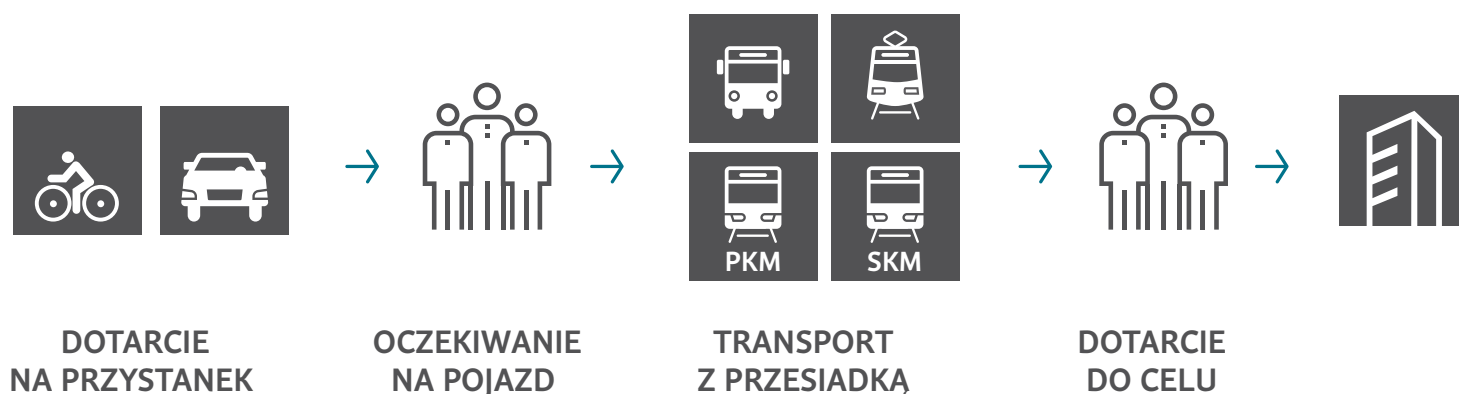 PKM
SKM
DOTARCIE
NA PRZYSTANEK
OCZEKIWANIE
NA POJAZD
TRANSPORT
Z PRZESIADKĄ
DOTARCIE
DO CELU